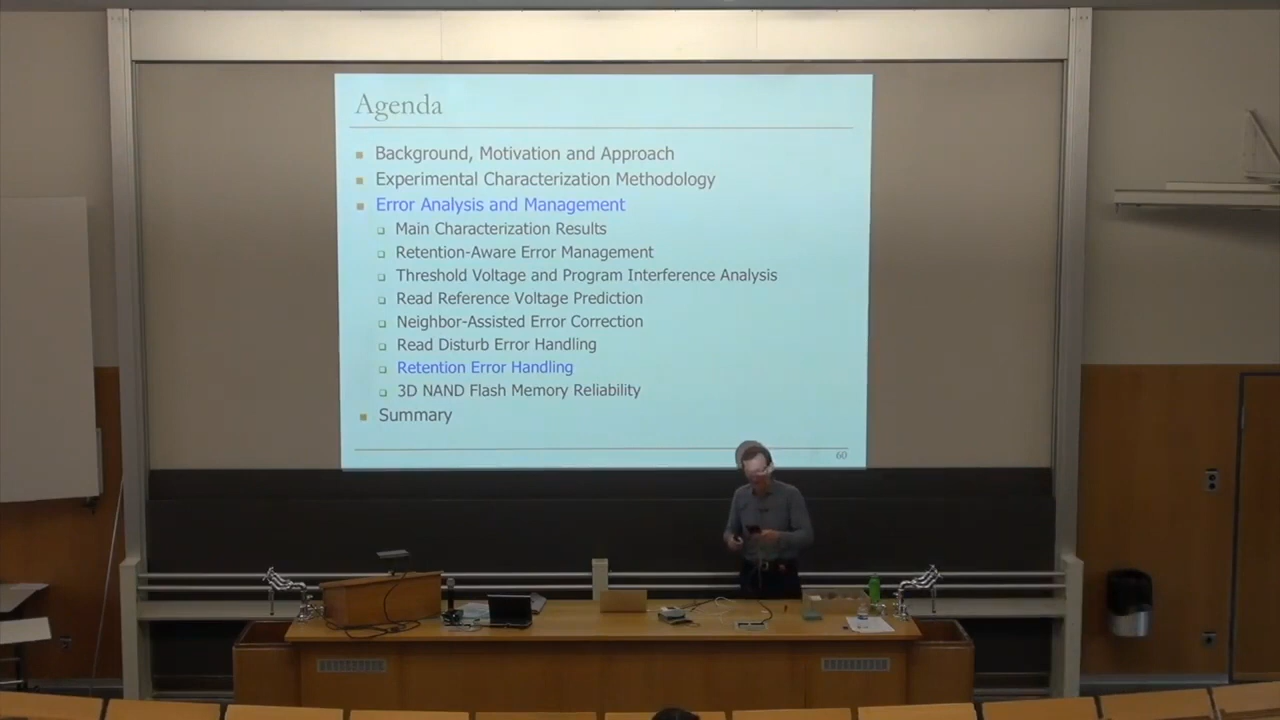 Agenda
Background, Motivation and Approach
Experimental Characterization Methodology
Error Analysis and Management
Main Characterization Results
Retention-Aware Error Management
Threshold Voltage and Program Interference Analysis
Read Reference Voltage Prediction
Neighbor-Assisted Error Correction
Read Disturb Error Handling
Retention Error Handling
3D NAND Flash Memory Reliability
Summary
60